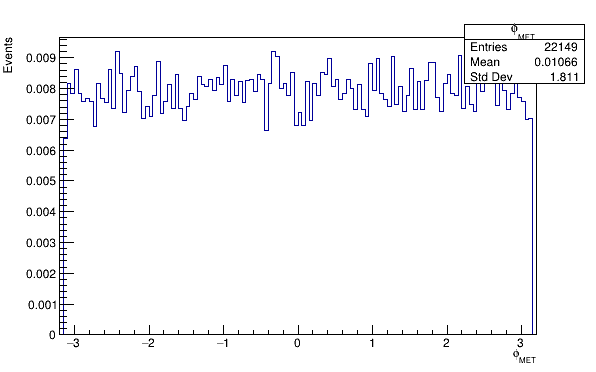 ϕ_MET
Entries 22149
Mean 0.01066
Std Dev 1.811
Events
0.009
0.008
0.007
0.006
0.005
0.004
0.003
0.002
0.001
0
−3 −2 −1 0 1 2 3
ϕ_MET